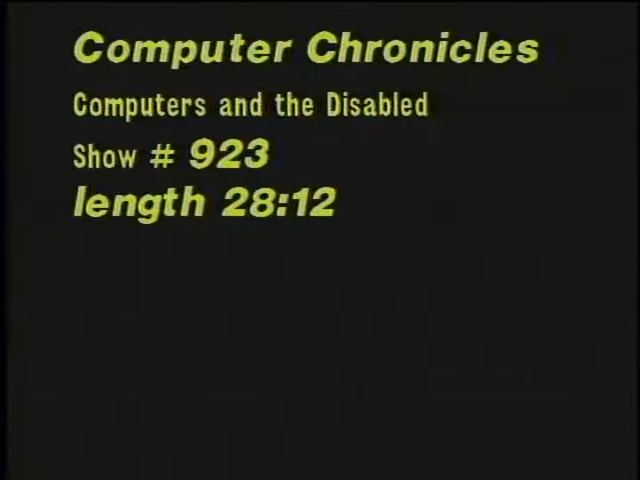 Computer Chronicles
Computers and the Disabled
Show # 923
length 28:12